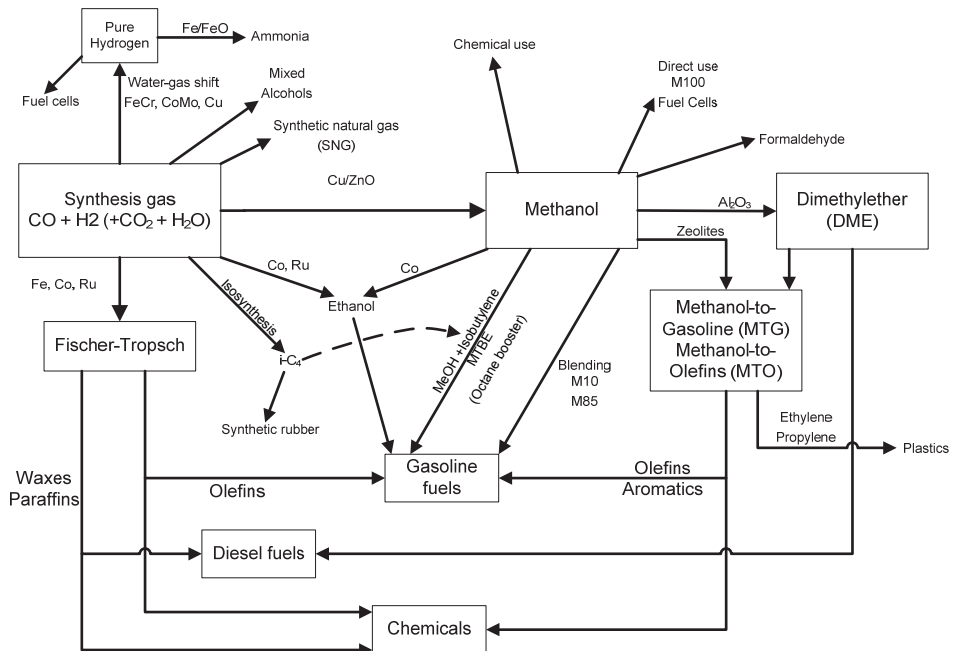 Pure
Hydrogen
Fe/FeO
Ammonia
Fuel cells
Water-gas shift
FeCr, CoMo, Cu
Mixed
Alcohols
Synthetic natural gas
(SNG)
Chemical use
Direct use
M100
Fuel Cells
Formaldehyde
Synthesis gas
CO + H2 (+CO₂ + H₂O)
Cu/ZnO
Methanol
Al₂O₃
Dimethylether
(DME)
Zeolites
Fe, Co, Ru
Isosynthesis
Co, Ru
Co
Ethanol
Fischer-Tropsch
i-C₄
Synthetic rubber
MeOH +Isobutylene
MTBE
(Octane booster)
Blending
M10
M85
Methanol-to-
Gasoline (MTG)
Methanol-to-
Olefins (MTO)
Ethylene
Propylene
Plastics
Waxes
Paraffins
Olefins
Gasoline
fuels
Olefins
Aromatics
Diesel fuels
Chemicals